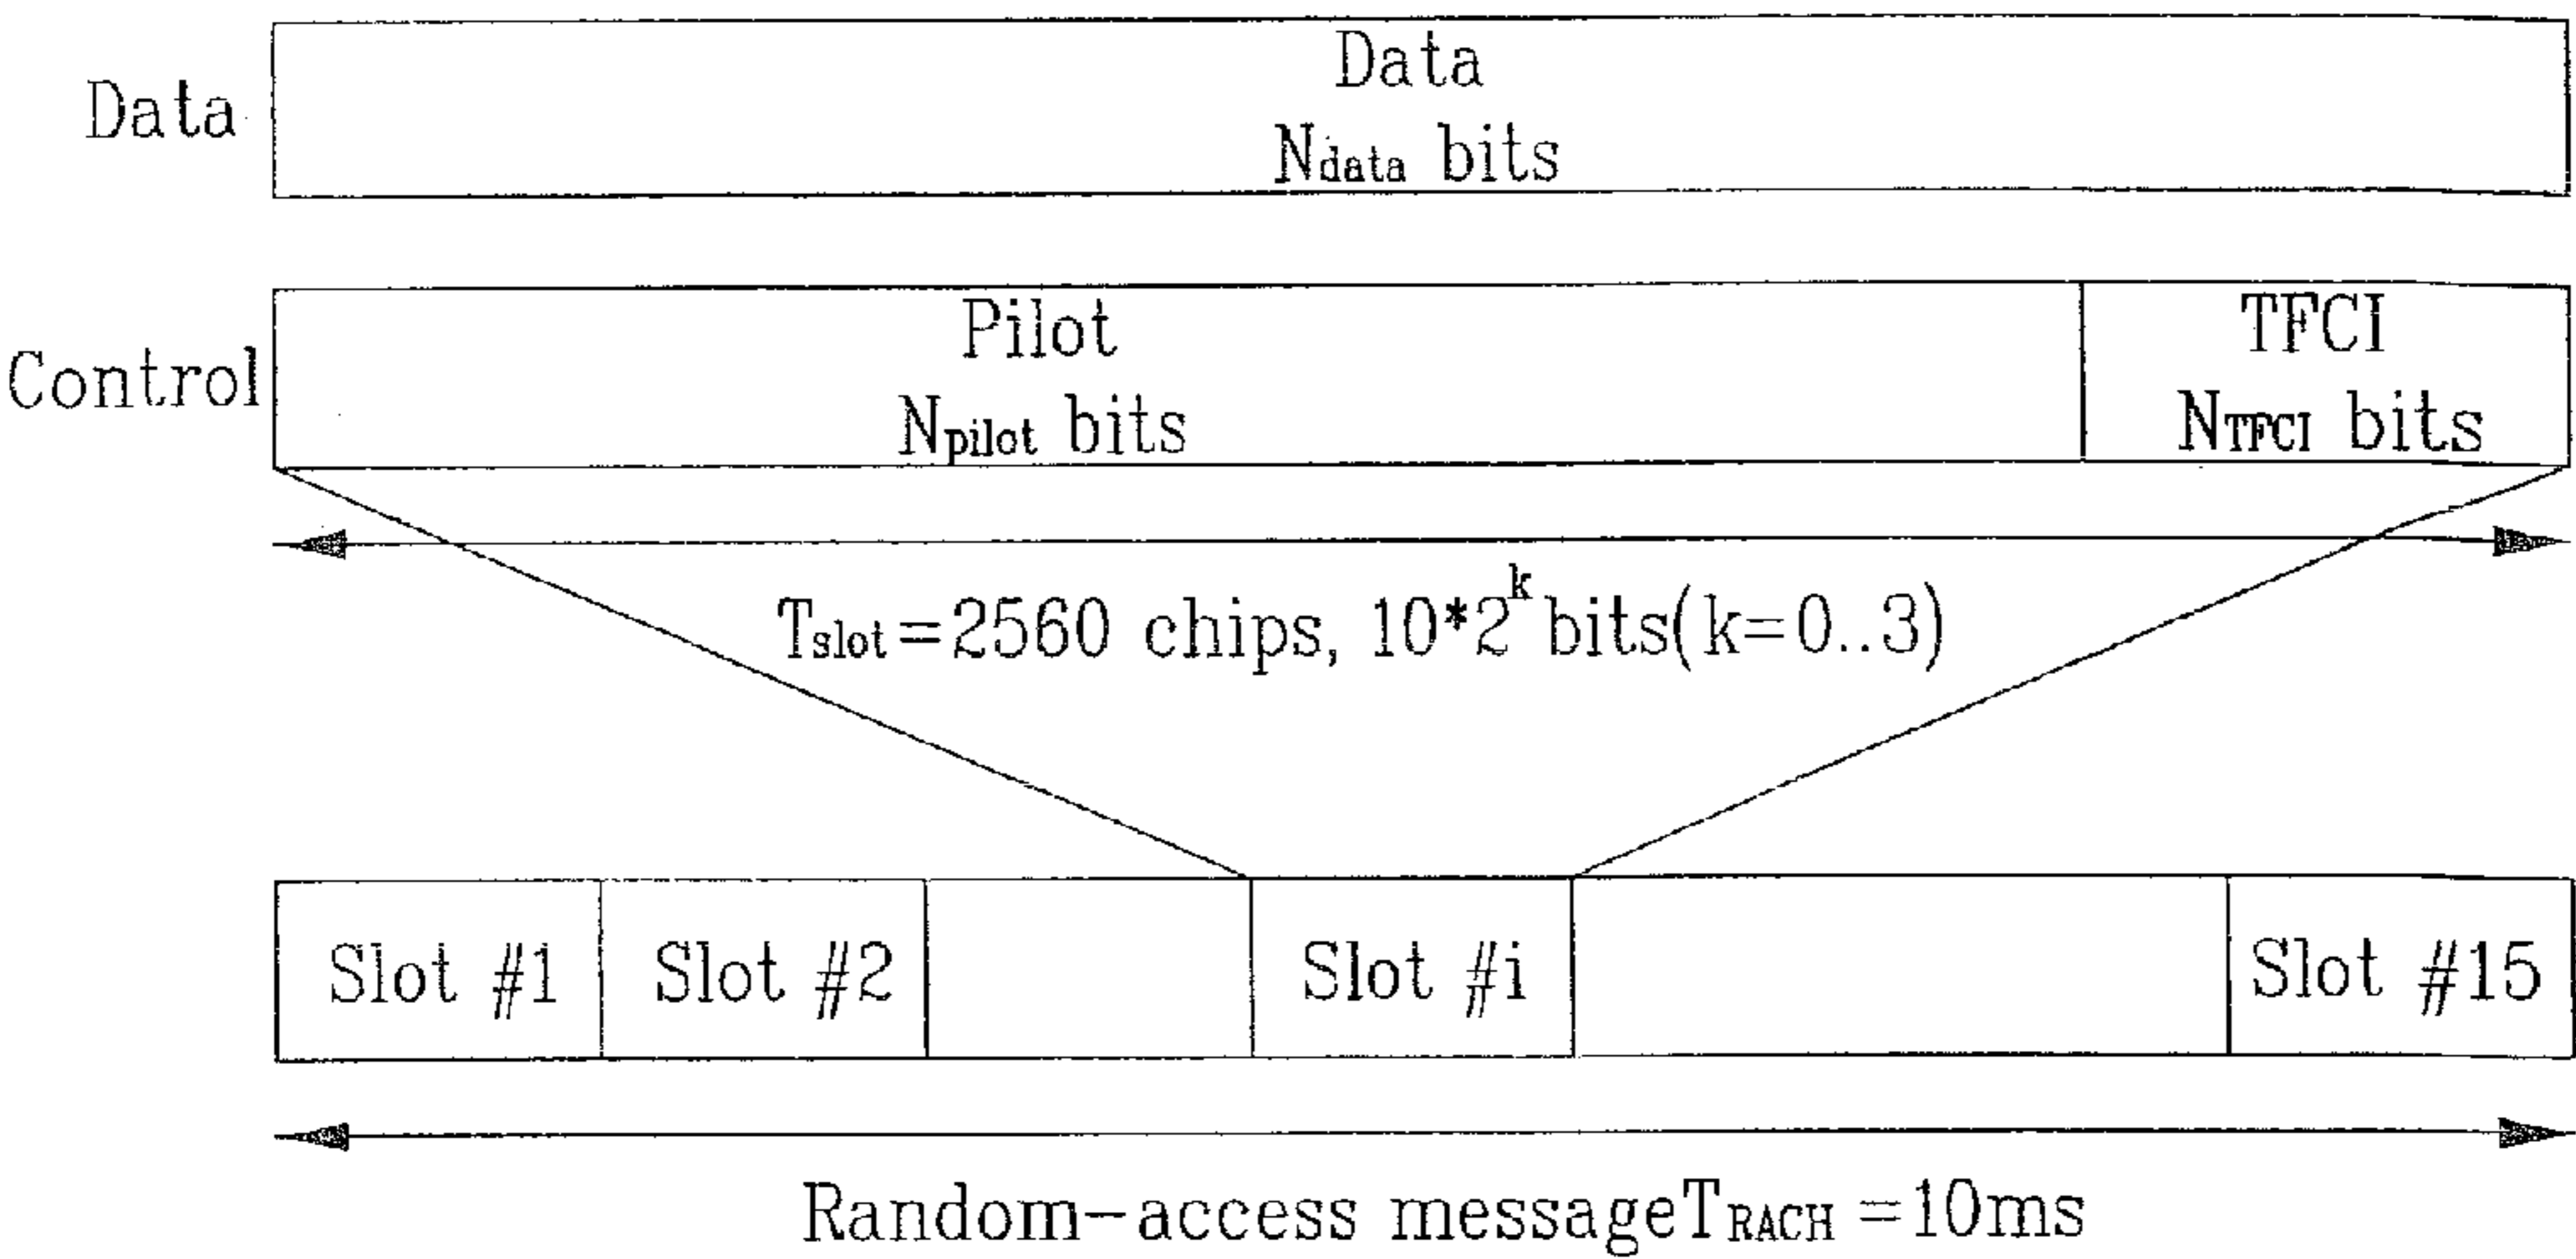 Data
Data
Ndata bits
Control
Pilot
Npilot bits
TFCI
NTFCI bits
Tslot=2560 chips, 10*2^k bits(k=0..3)
Slot #1
Slot #2
Slot #i
Slot #15
Random-access messageTRACH =10ms